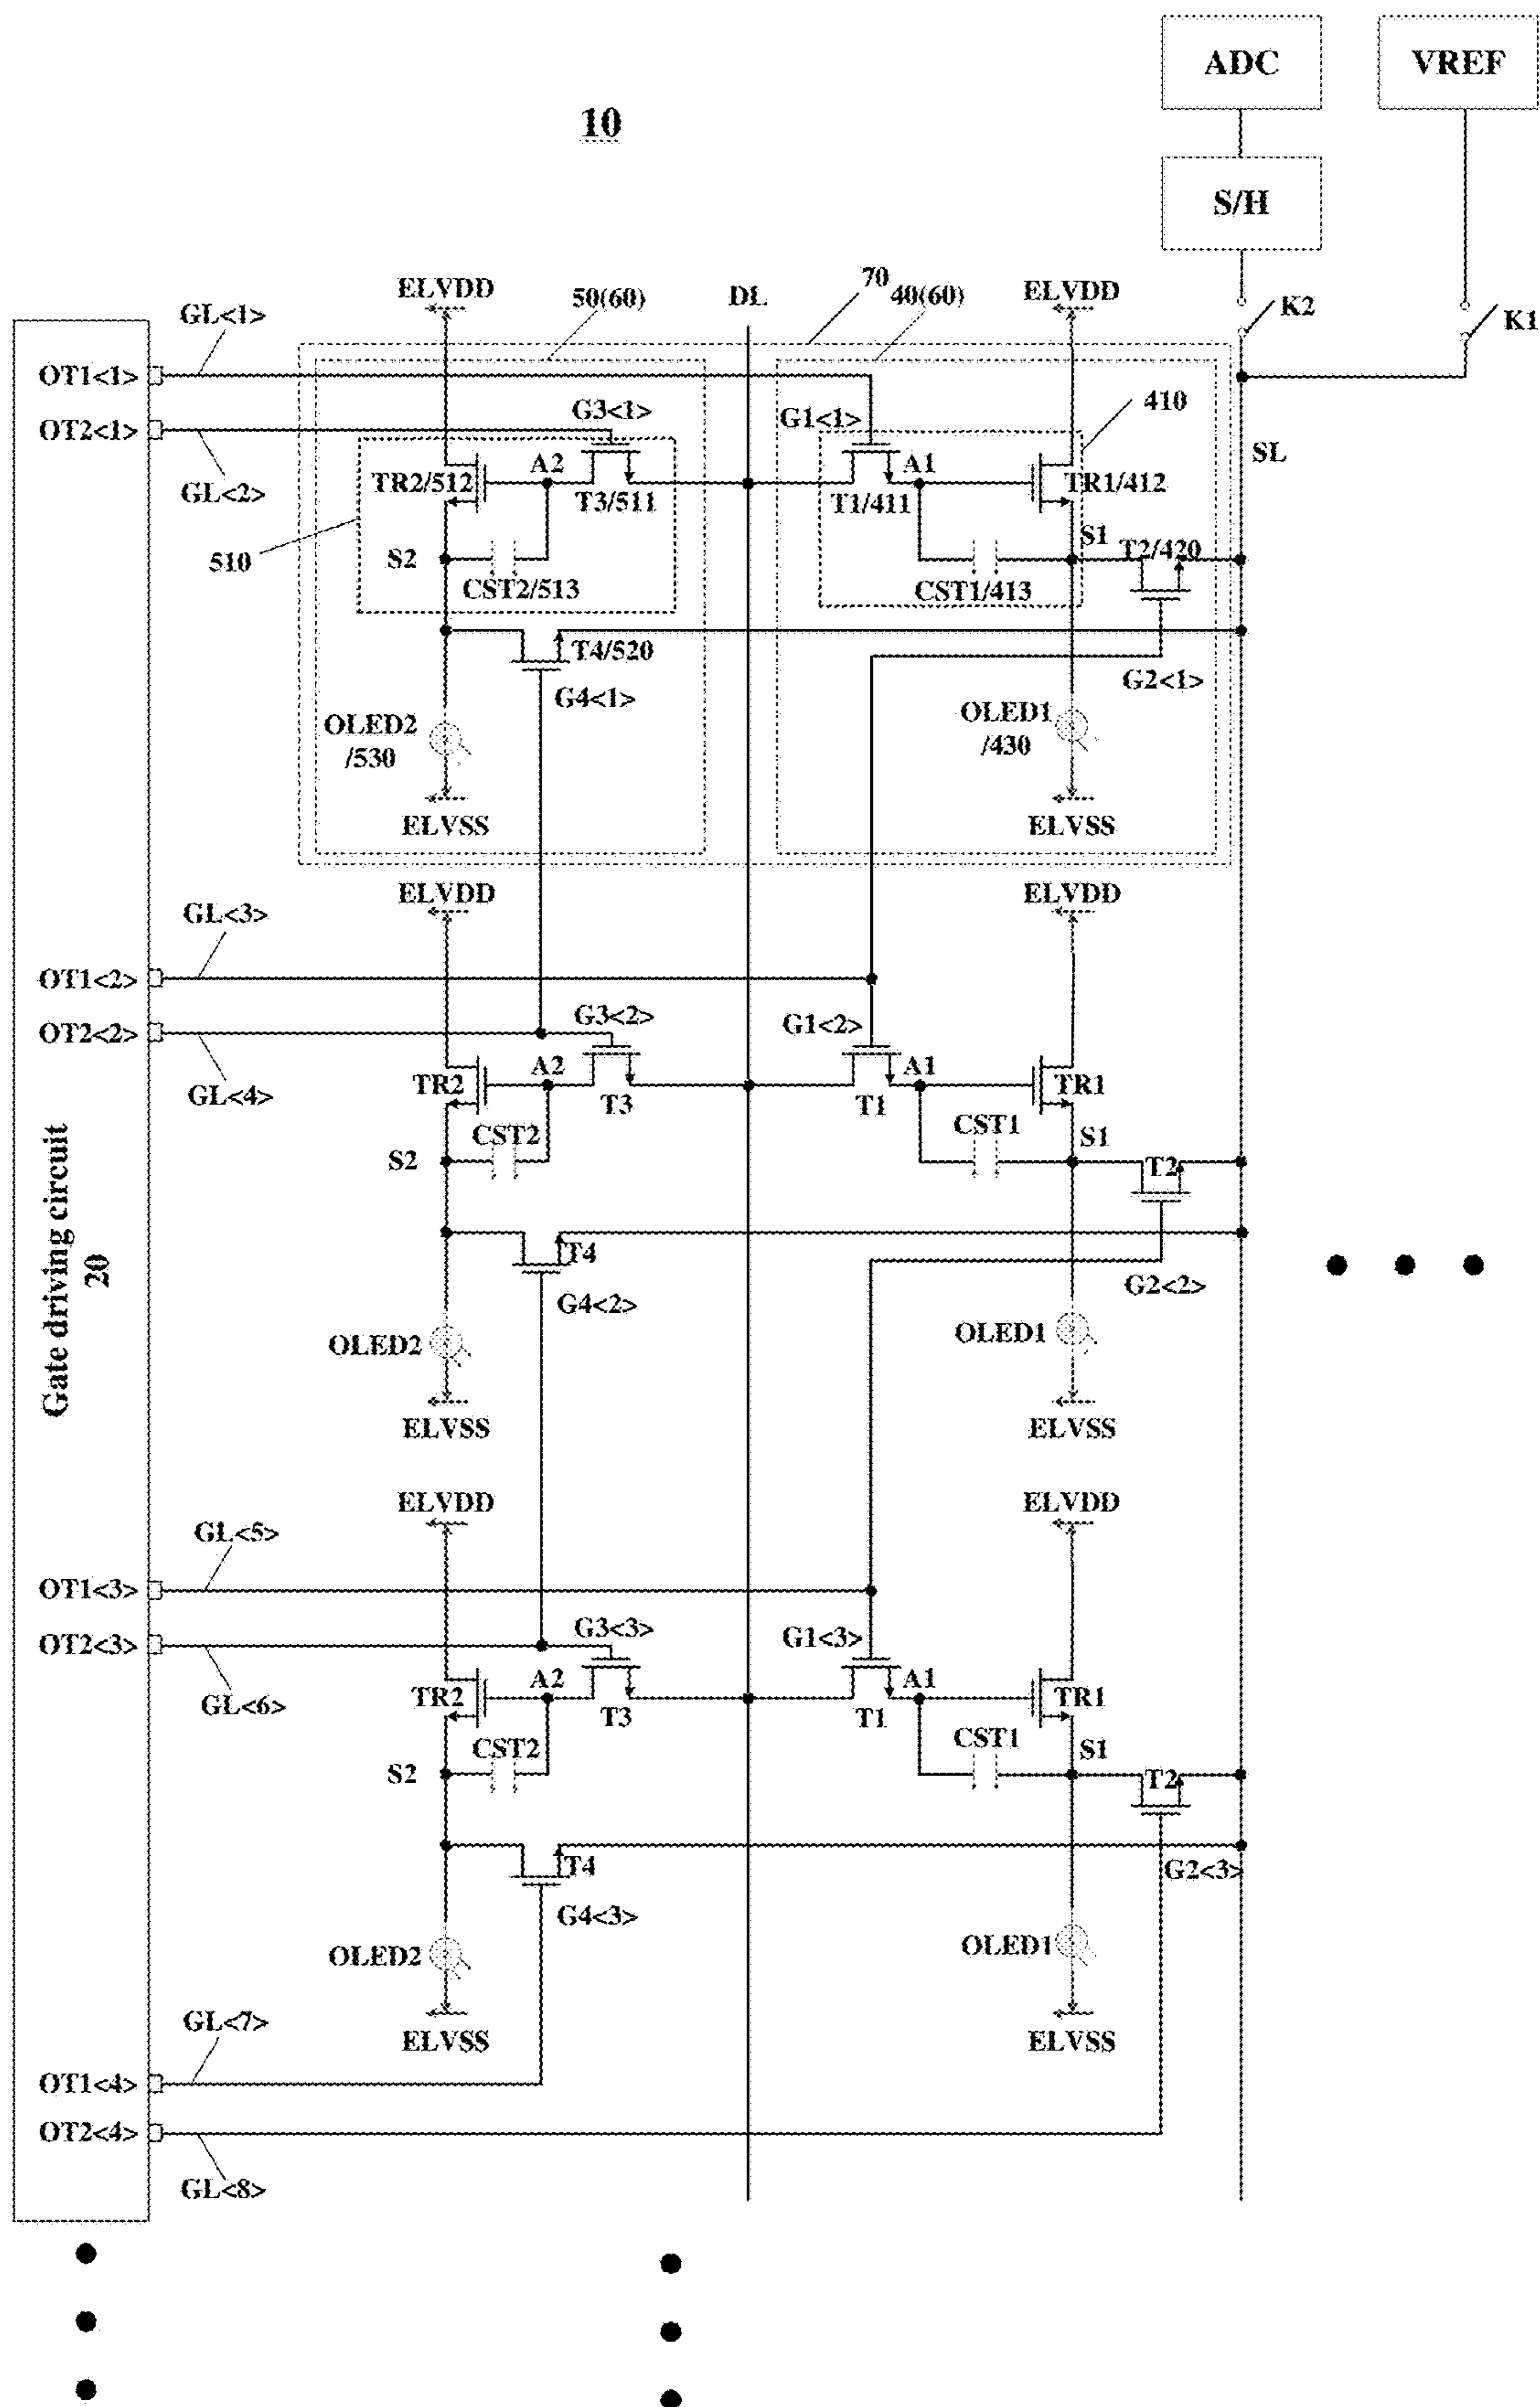 ADC
VREF
10
S/H
ELVDD
50(60)
DL
70
40(60)
ELVDD
K2
K1
GL<1>
OT1<1>
G3<1>
G1<1>
410
OT2<1>
SL
GL<2>
TR2/512
A2
T3/511
T1/411
A1
TR1/412
510
S2
CST2/513
CST1/413
S1
T2/420
T4/520
G4<1>
G2<1>
OLED2
/530
OLED1
/430
ELVSS
ELVSS
ELVDD
ELVDD
GL<3>
OT1<2>
OT2<2>
G3<2>
G1<2>
GL<4>
TR2
A2
T3
T1
A1
TR1
S2
CST2
CST1
S1
T2
T4
G4<2>
G2<2>
OLED2
OLED1
ELVSS
ELVSS
Gate driving circuit
20
ELVDD
ELVDD
GL<5>
OT1<3>
OT2<3>
G3<3>
G1<3>
GL<6>
TR2
A2
T3
T1
A1
TR1
S2
CST2
CST1
S1
T2
T4
G4<3>
G2<3>
OLED2
OLED1
ELVSS
ELVSS
GL<7>
OT1<4>
OT2<4>
GL<8>